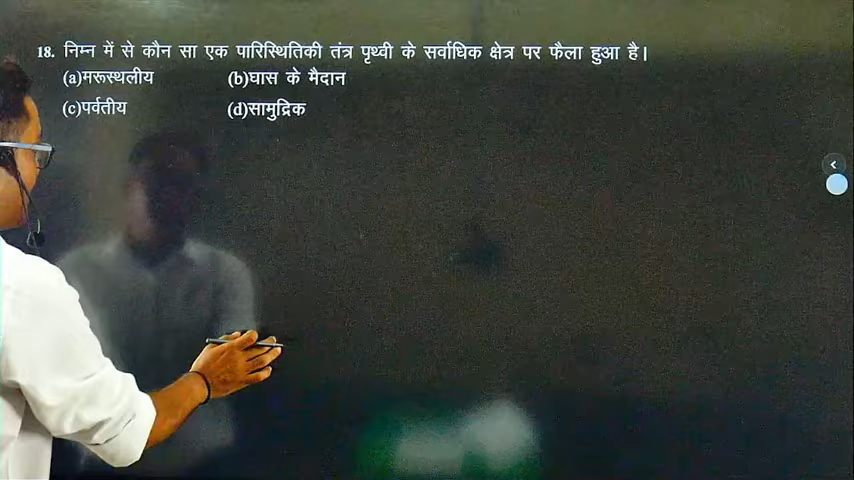 18. निम्न में से कौन सा एक पारिस्थितिकी तंत्र पृथ्वी के सर्वाधिक क्षेत्र पर फैला हुआ है।
(a)मरूस्थलीय (b)घास के मैदान
(c)पर्वतीय (d)सामुद्रिक